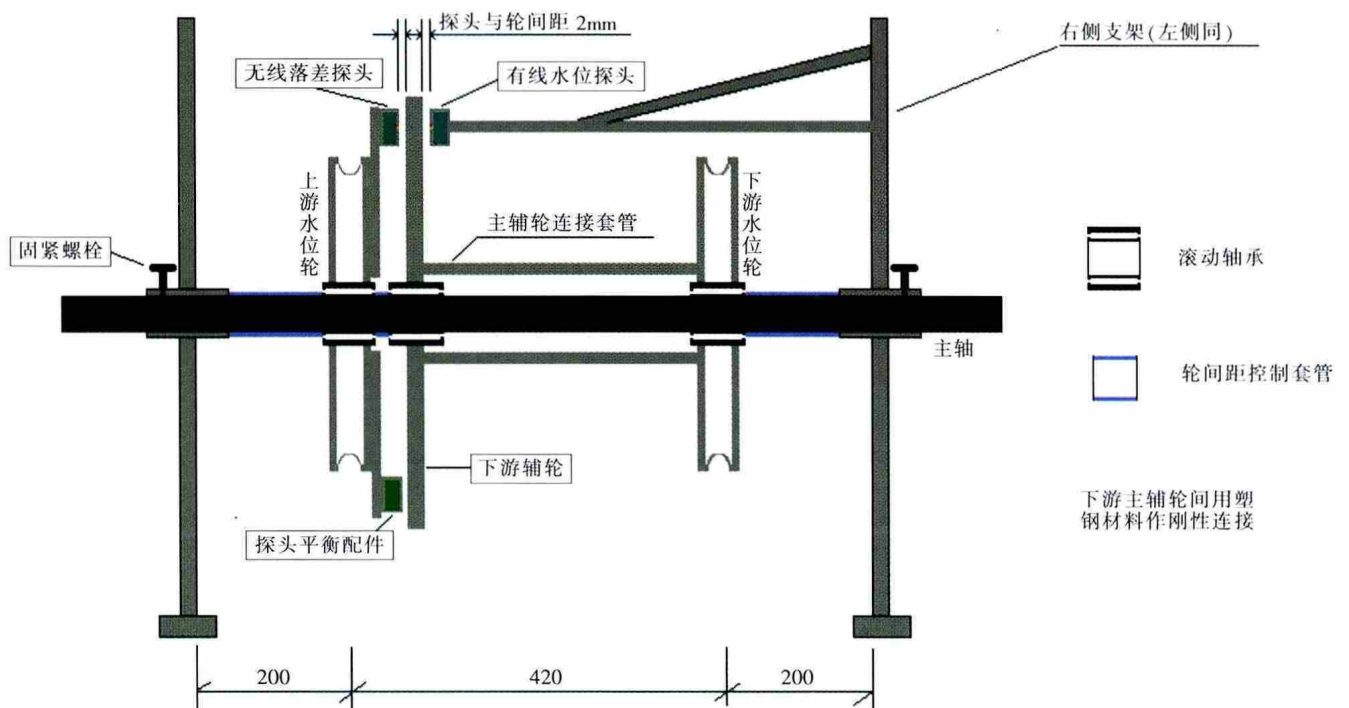 探头与轮间距 2mm
右侧支架(左侧同)
无线落差探头
有线水位探头
上游水位轮
下游水位轮
主辅轮连接套管
固紧螺栓
滚动轴承
主轴
轮间距控制套管
下游辅轮
下游主辅轮间用塑
钢材料作刚性连接
探头平衡配件
200
420
200